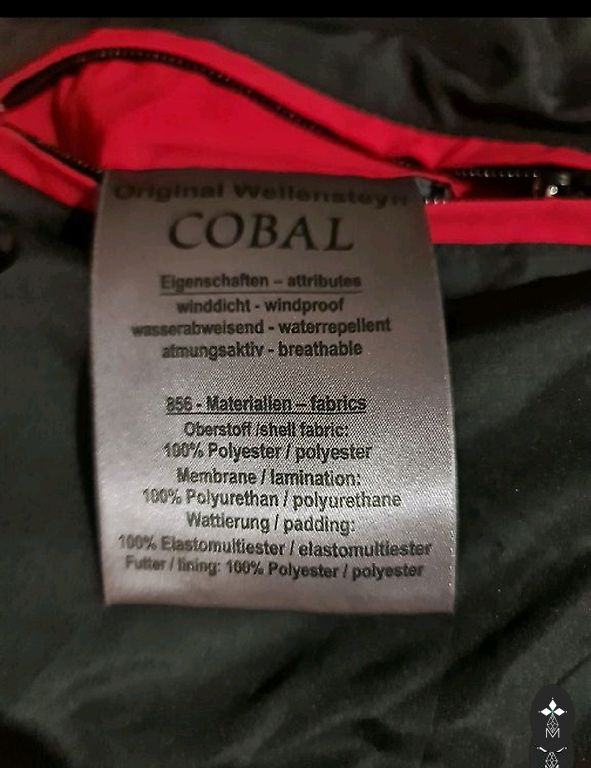 Original Wellensteyn
COBAL
Eigenschaften – attributes
winddicht - windproof
wasserabweisend - waterrepellent
atmungsaktiv - breathable
856 - Materialien – fabrics
Oberstoff /shell fabric:
100% Polyester / polyester
Membrane / lamination:
100% Polyurethan / polyurethane
Wattierung / padding:
100% Elastomultiester / elastomultiester
Futter / lining: 100% Polyester / polyester
M